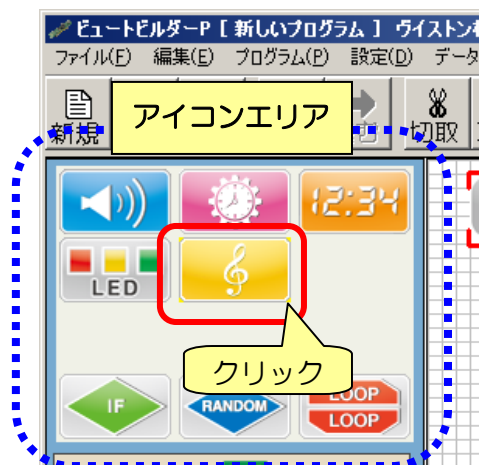 ビュートビルダーP [ 新しいプログラム ] ヴイストン
ファイル(F) 編集(E) プログラム(P) 設定(D) データ
アイコンエリア
新規 切取
12:34
LED
クリック
IF RANDOM LOOP
LOOP